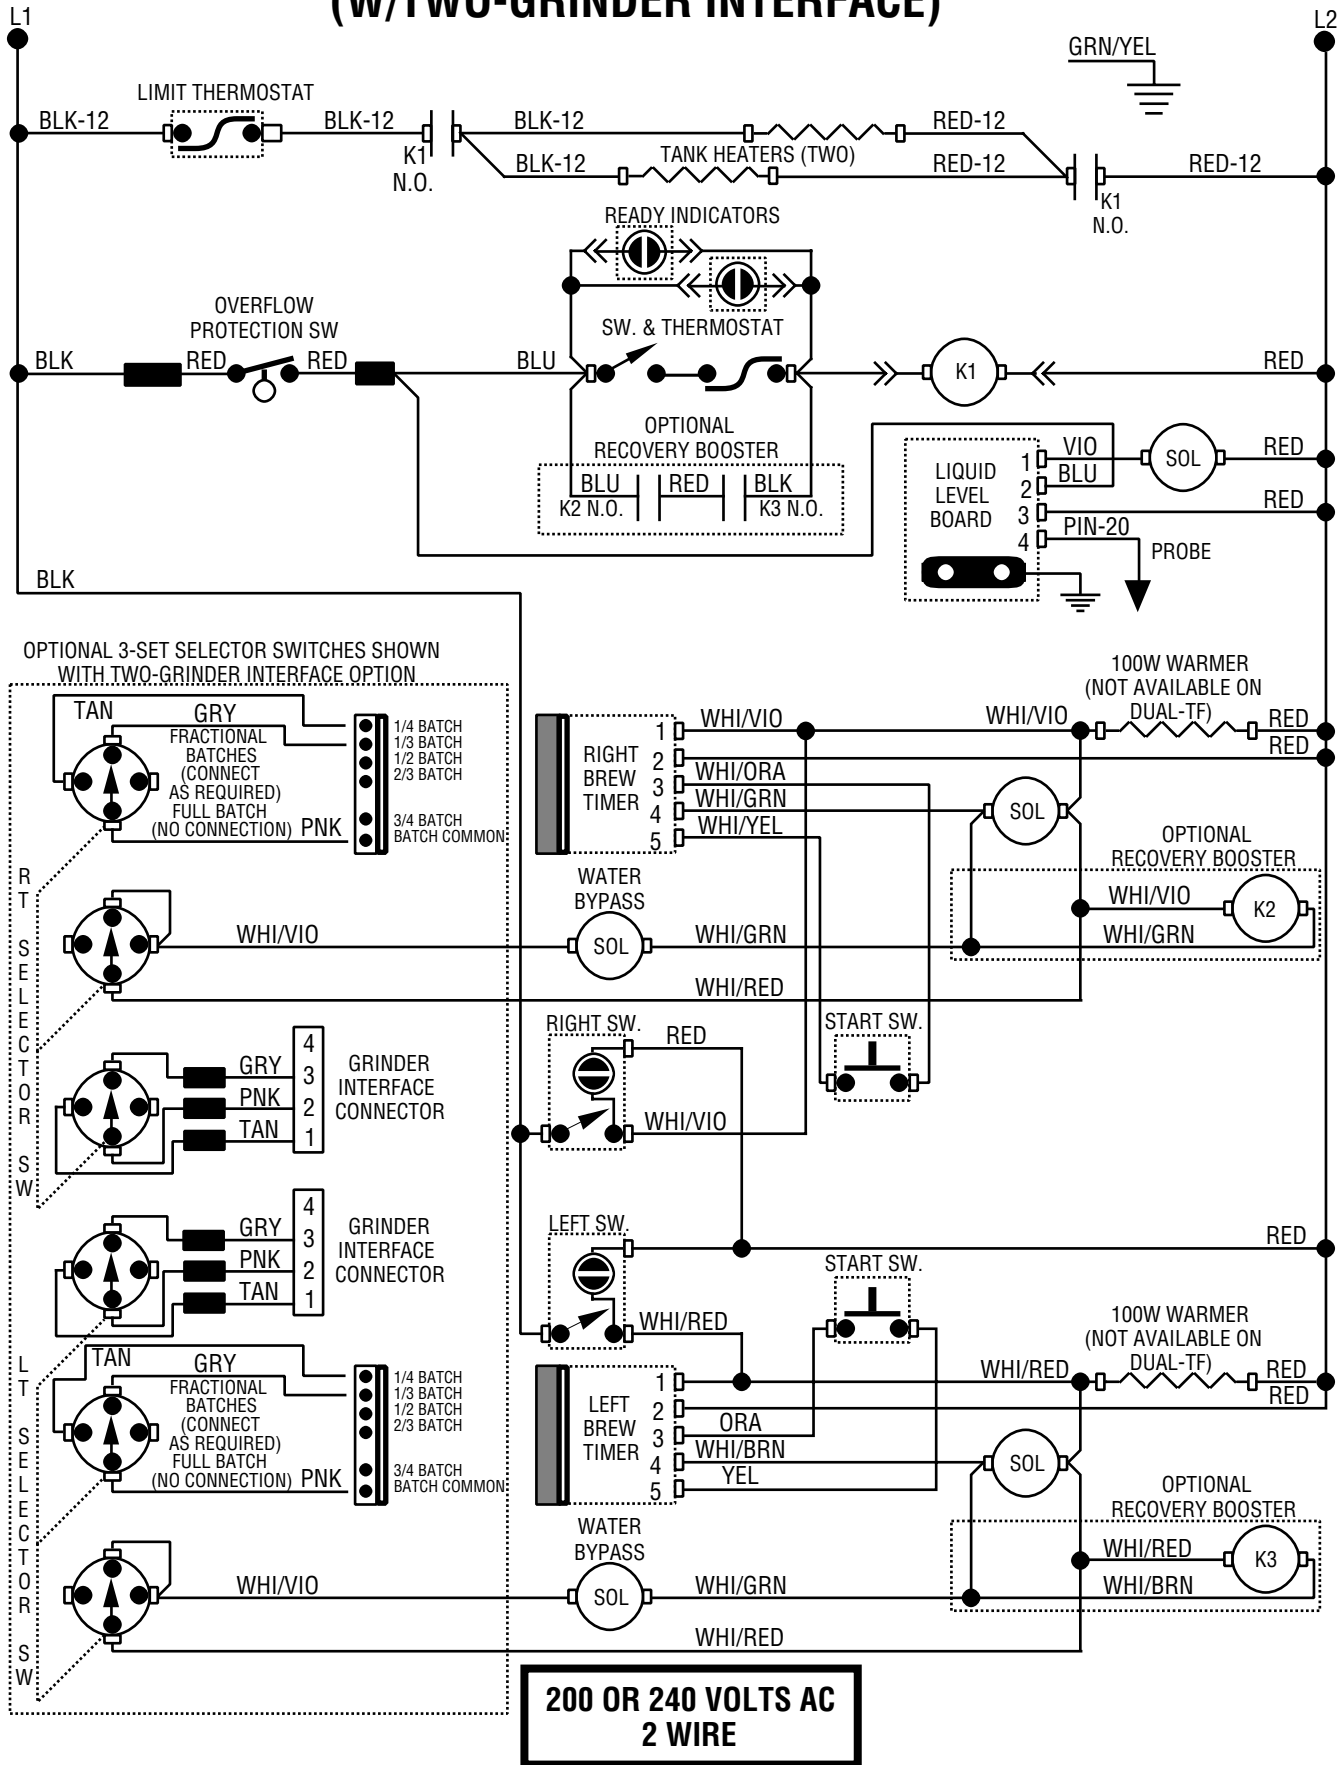 (W/TWO-GRINDER INTERFACE)
L1
L2
GRN/YEL
LIMIT THERMOSTAT
BLK-12
BLK-12
BLK-12
RED-12
K1
N.O.
BLK-12
TANK HEATERS (TWO)
RED-12
RED-12
K1
N.O.
READY INDICATORS
OVERFLOW
PROTECTION SW
SW. & THERMOSTAT
BLK
RED
RED
BLU
K1
RED
OPTIONAL
RECOVERY BOOSTER
BLU
RED
BLK
K2 N.O.
K3 N.O.
LIQUID
LEVEL
BOARD
1
2
3
4
VIO
BLU
SOL
RED
RED
PIN-20
PROBE
BLK
OPTIONAL 3-SET SELECTOR SWITCHES SHOWN
WITH TWO-GRINDER INTERFACE OPTION
TAN
GRY
FRACTIONAL
BATCHES
(CONNECT
AS REQUIRED)
FULL BATCH
(NO CONNECTION)
PNK
1/4 BATCH
1/3 BATCH
1/2 BATCH
2/3 BATCH
3/4 BATCH
BATCH COMMON
RIGHT
BREW
TIMER
1
2
3
4
5
WHI/VIO
WHI/ORA
WHI/GRN
WHI/YEL
WHI/VIO
100W WARMER
(NOT AVAILABLE ON
DUAL-TF)
RED
RED
SOL
OPTIONAL
RECOVERY BOOSTER
WHI/VIO
K2
WHI/GRN
RT SELECTOR SW
WHI/VIO
WATER
BYPASS
SOL
WHI/GRN
WHI/RED
RIGHT SW.
RED
START SW.
WHI/VIO
GRY
PNK
TAN
4
3
2
1
GRINDER
INTERFACE
CONNECTOR
GRY
PNK
TAN
4
3
2
1
GRINDER
INTERFACE
CONNECTOR
LEFT SW.
RED
START SW.
WHI/RED
LT SELECTOR SW
TAN
GRY
FRACTIONAL
BATCHES
(CONNECT
AS REQUIRED)
FULL BATCH
(NO CONNECTION)
PNK
1/4 BATCH
1/3 BATCH
1/2 BATCH
2/3 BATCH
3/4 BATCH
BATCH COMMON
LEFT
BREW
TIMER
1
2
3
4
5
ORA
WHI/BRN
YEL
WHI/RED
100W WARMER
(NOT AVAILABLE ON
DUAL-TF)
RED
RED
SOL
OPTIONAL
RECOVERY BOOSTER
WHI/RED
K3
WHI/BRN
WHI/VIO
WATER
BYPASS
SOL
WHI/GRN
WHI/RED
200 OR 240 VOLTS AC
2 WIRE